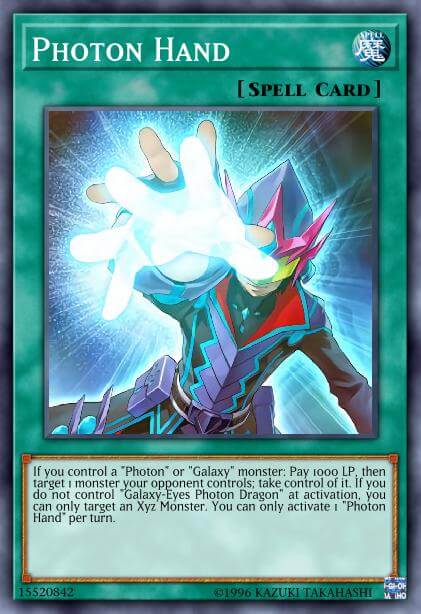 Photon Hand
SPELL
魔
[Spell Card]
If you control a "Photon" or "Galaxy" monster: Pay 1000 LP, then
target 1 monster your opponent controls; take control of it. If you
do not control "Galaxy-Eyes Photon Dragon" at activation, you
can only target an Xyz Monster. You can only activate 1 "Photon
Hand" per turn.
15520842
©1996 KAZUKI TAKAHASHI